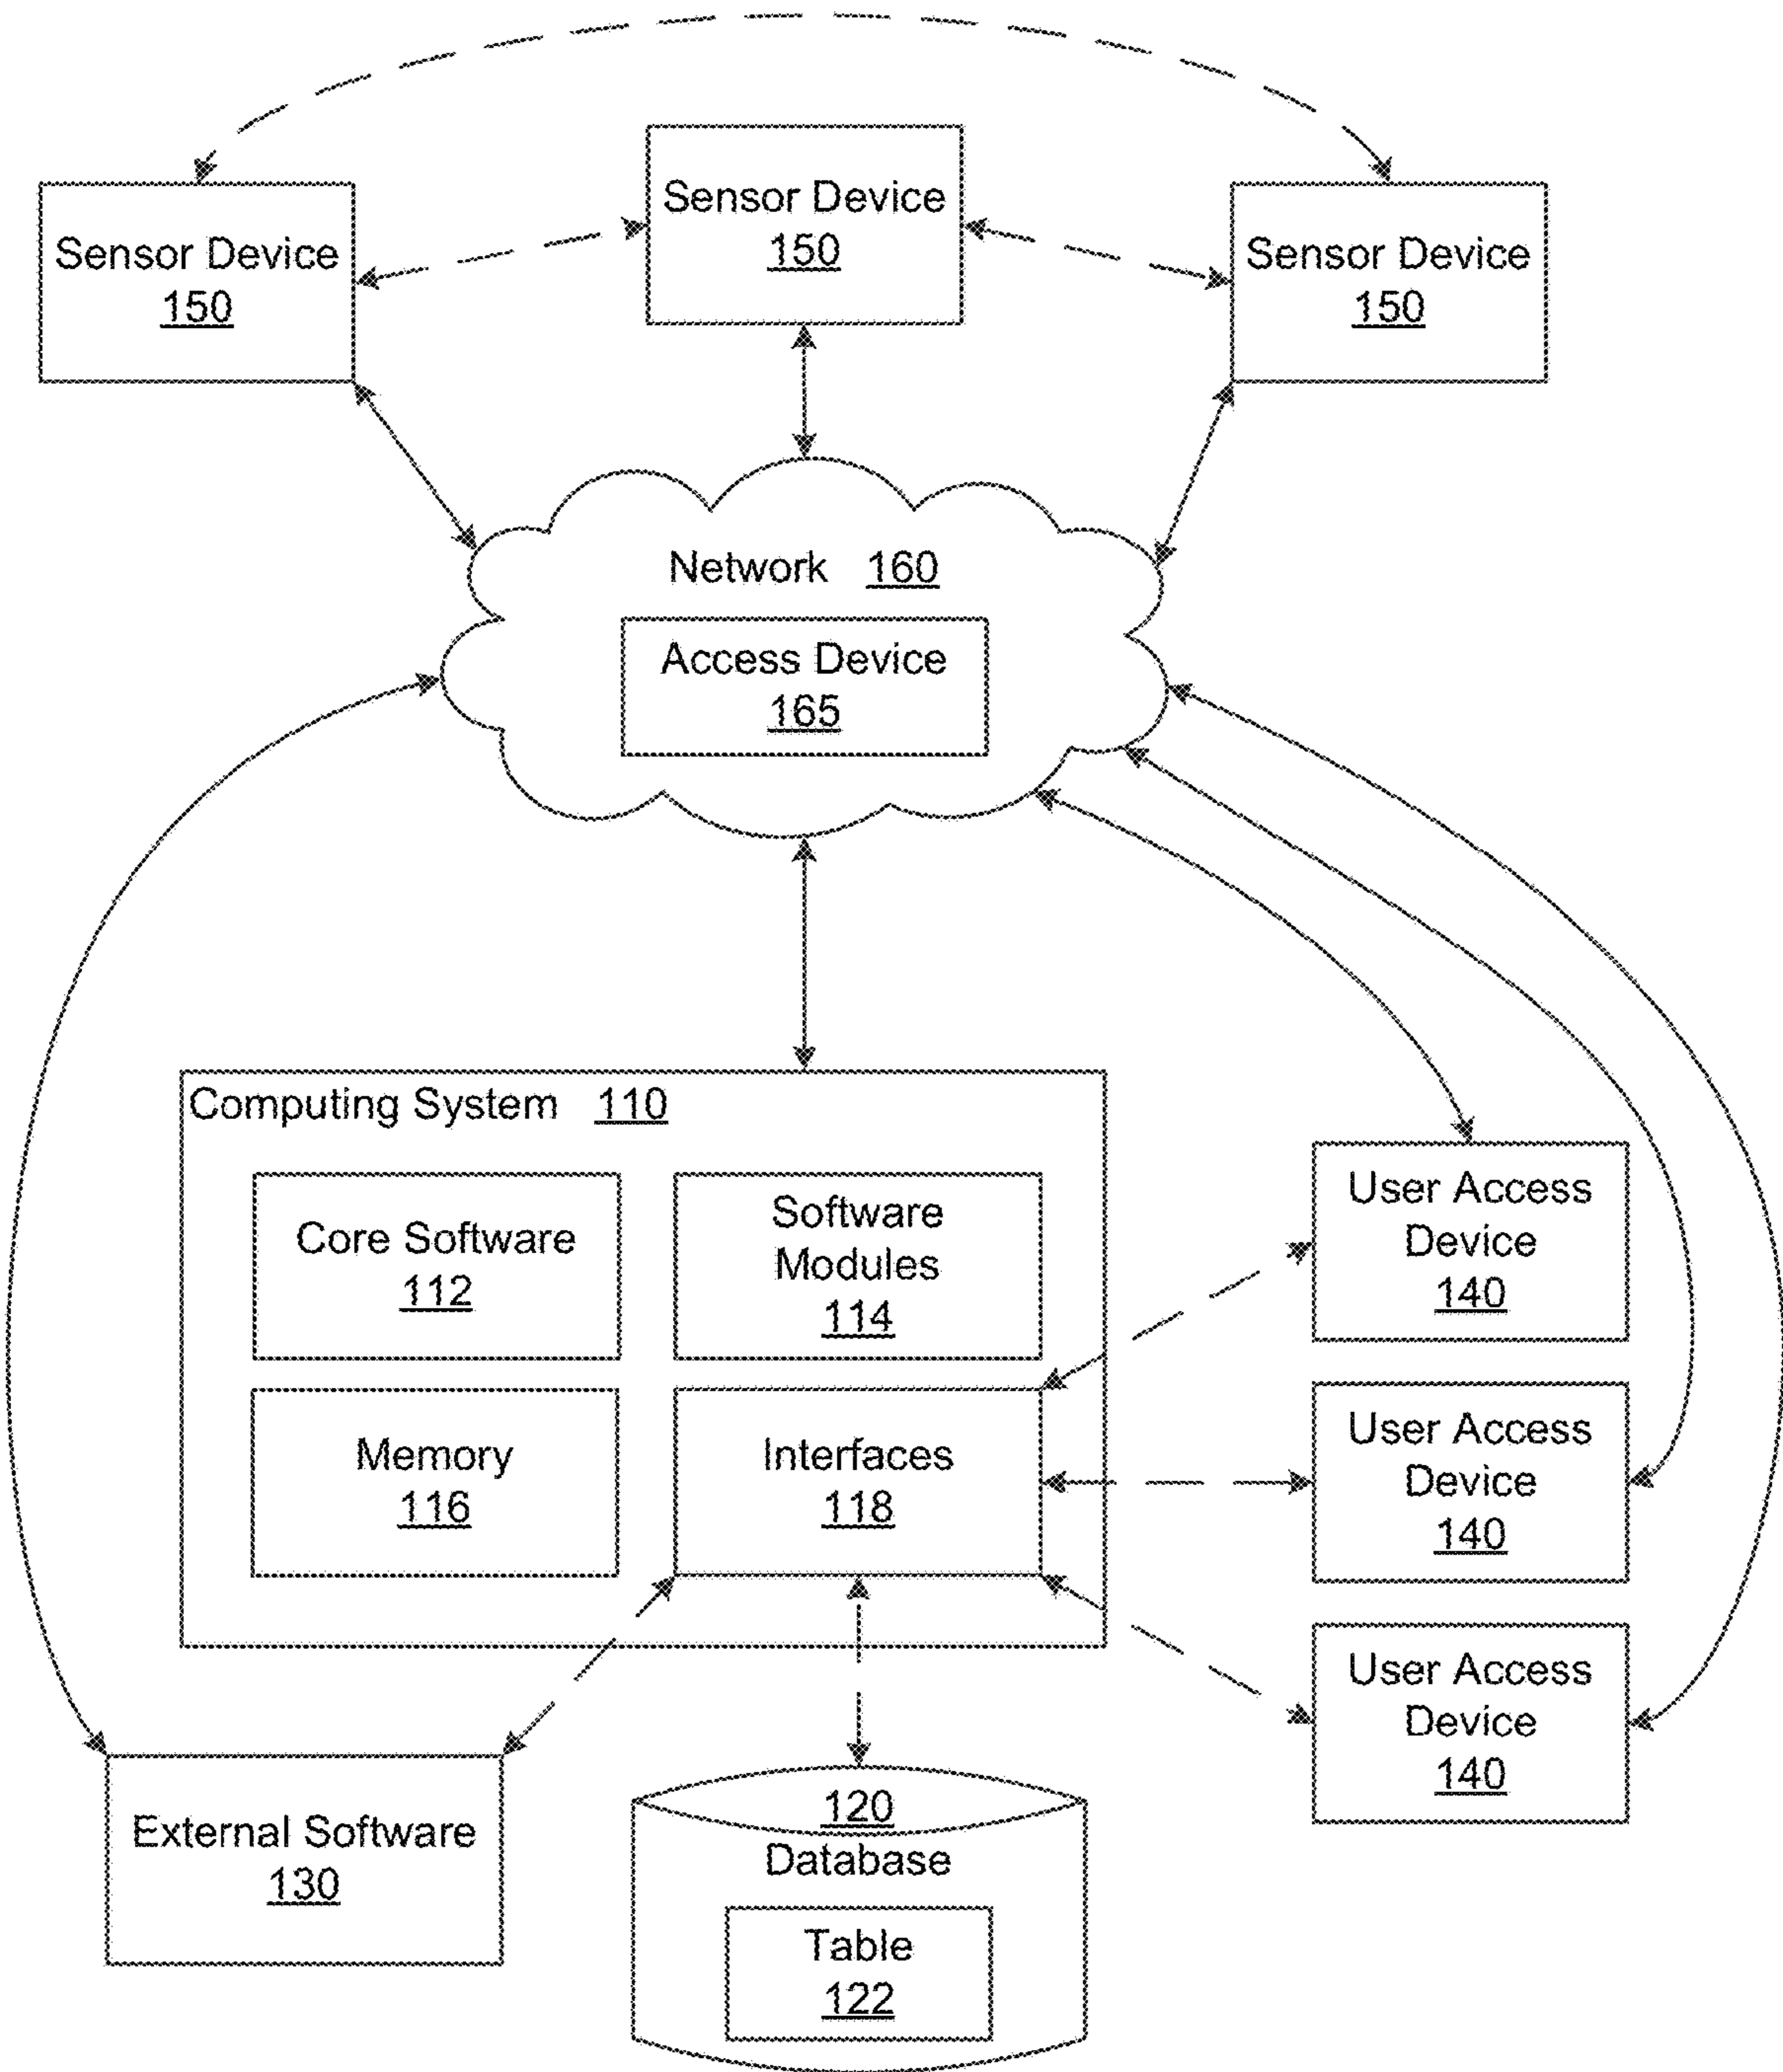 Sensor Device
150
Sensor Device
150
Sensor Device
150
Network 160
Access Device
165
Computing System 110
Core Software
112
Software
Modules
114
Memory
116
Interfaces
118
User Access
Device
140
User Access
Device
140
User Access
Device
140
External Software
130
120
Database
Table
122